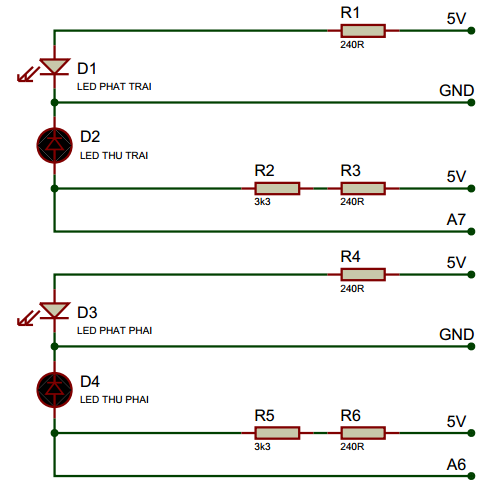 R1
5V
240R
D1
LED PHAT TRAI
GND
D2
LED THU TRAI
R2
R3
5V
3k3
240R
A7
R4
5V
240R
D3
LED PHAT PHAI
GND
D4
LED THU PHAI
R5
R6
5V
3k3
240R
A6